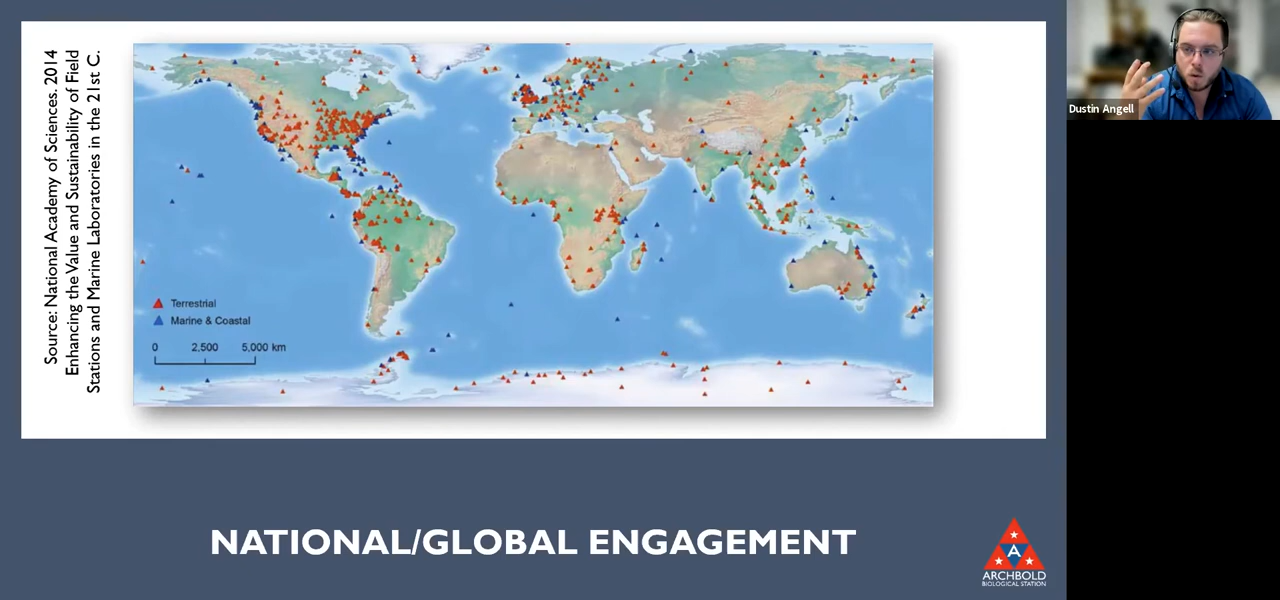 Source: National Academy of Sciences. 2014
Enhancing the Value and Sustainability of Field
Stations and Marine Laboratories in the 21st C.
Terrestrial
Marine & Coastal
0 2,500 5,000 km
NATIONAL/GLOBAL ENGAGEMENT
A
ARCHBOLD
BIOLOGICAL STATION
Dustin Angell